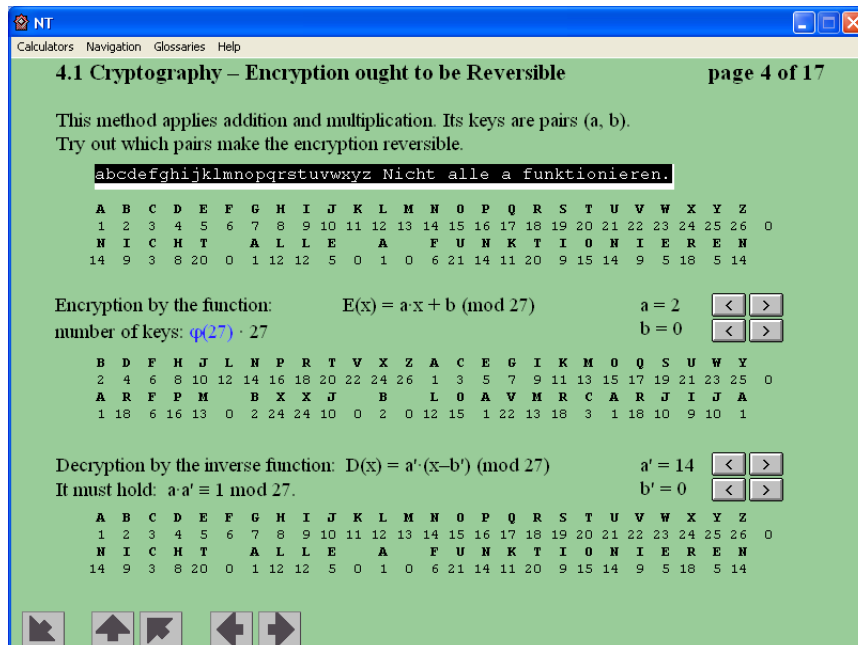 NT
Calculators Navigation Glossaries Help
4.1 Cryptography – Encryption ought to be Reversible page 4 of 17
This method applies addition and multiplication. Its keys are pairs (a, b).
Try out which pairs make the encryption reversible.
abcdefghijklmnopqrstuvwxyz Nicht alle a funktionieren.
A B C D E F G H I J K L M N O P Q R S T U V W X Y Z
1 2 3 4 5 6 7 8 9 10 11 12 13 14 15 16 17 18 19 20 21 22 23 24 25 26 0
N I C H T A L L E A F U N K T I O N I E R E N
14 9 3 8 20 0 1 12 12 5 0 1 0 6 21 14 11 20 9 15 14 9 5 18 5 14
Encryption by the function: E(x) = a·x + b (mod 27) a = 2 < >
number of keys: φ(27) · 27 b = 0 < >
B D F H J L N P R T V X Z A C E G I K M O Q S U W Y
2 4 6 8 10 12 14 16 18 20 22 24 26 1 3 5 7 9 11 13 15 17 19 21 23 25 0
A R F P M B X X J B L O A V M R C A R J I J A
1 18 6 16 13 0 2 24 24 10 0 2 0 12 15 1 22 13 18 3 1 18 10 9 10 1
Decryption by the inverse function: D(x) = a'·(x–b') (mod 27) a' = 14 < >
It must hold: a·a' ≡ 1 mod 27. b' = 0 < >
A B C D E F G H I J K L M N O P Q R S T U V W X Y Z
1 2 3 4 5 6 7 8 9 10 11 12 13 14 15 16 17 18 19 20 21 22 23 24 25 26 0
N I C H T A L L E A F U N K T I O N I E R E N
14 9 3 8 20 0 1 12 12 5 0 1 0 6 21 14 11 20 9 15 14 9 5 18 5 14